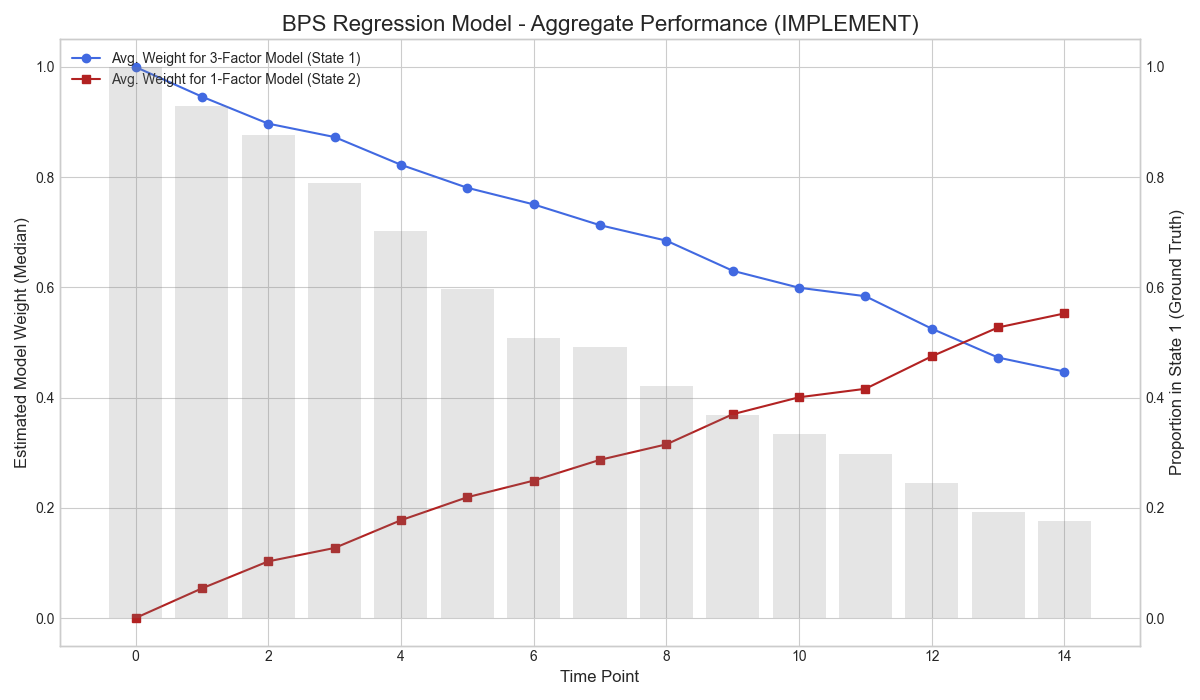 BPS Regression Model - Aggregate Performance (IMPLEMENT)
Avg. Weight for 3-Factor Model (State 1)
Avg. Weight for 1-Factor Model (State 2)
Estimated Model Weight (Median)
1.0
0.8
0.6
0.4
0.2
0.0
1.0
0.8
0.6
0.4
0.2
0.0
Proportion in State 1 (Ground Truth)
0 2 4 6 8 10 12 14
Time Point